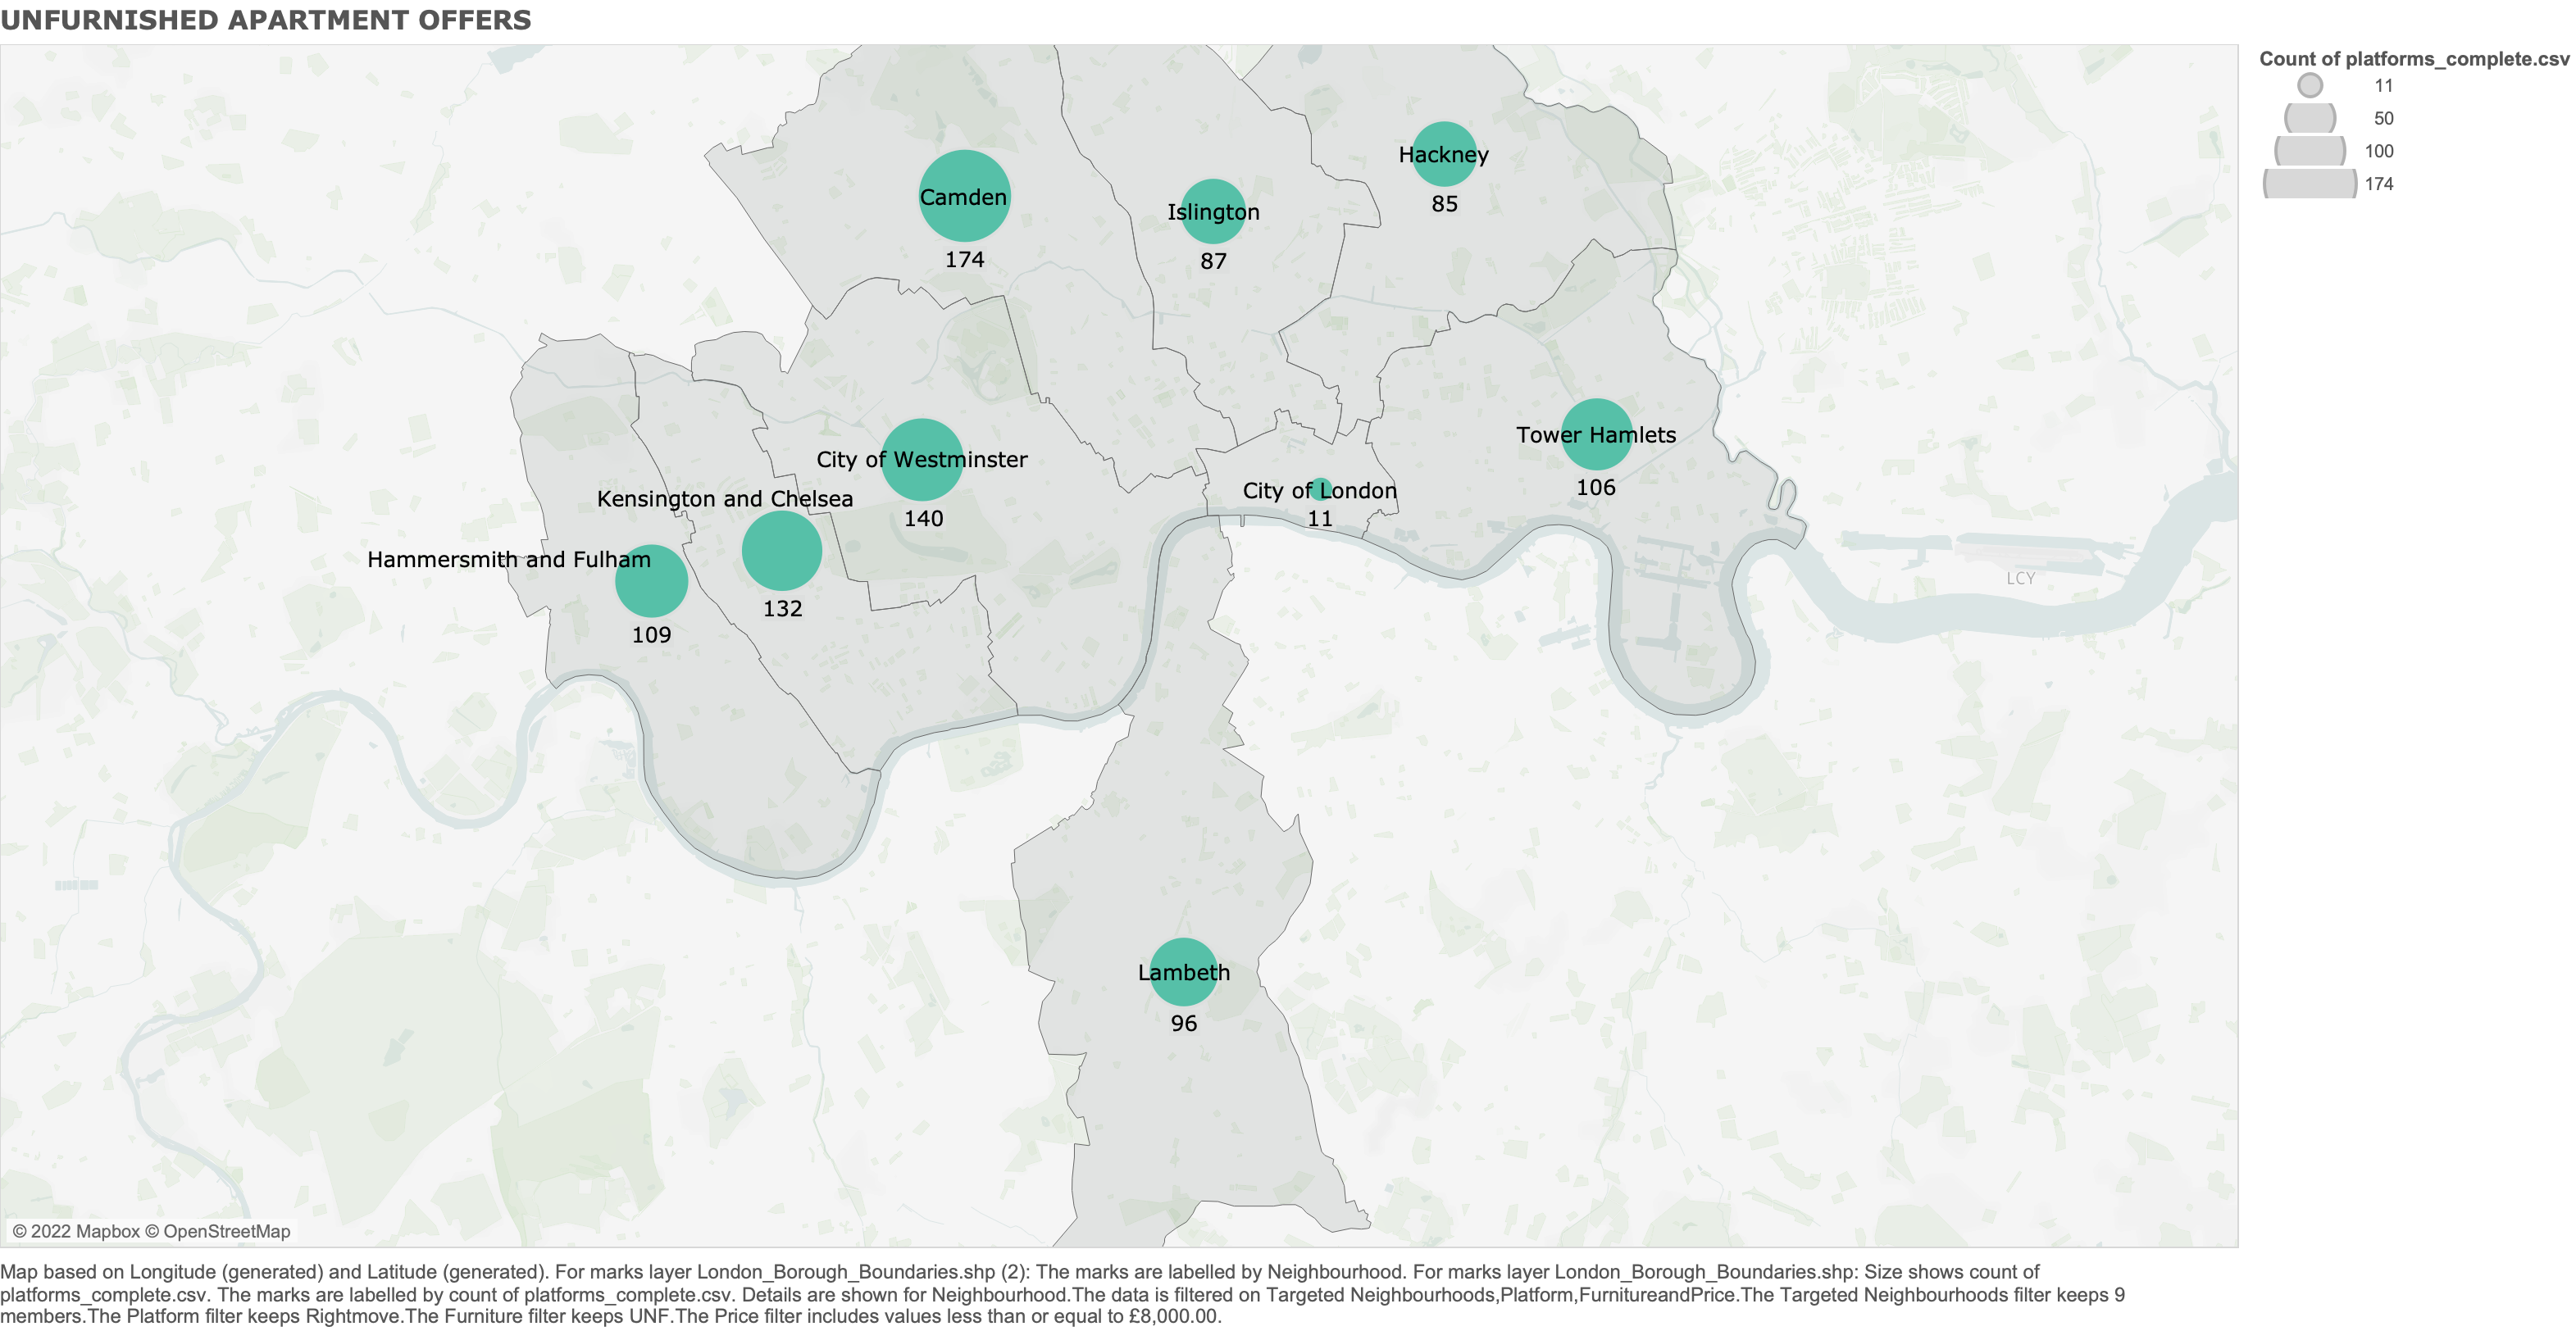 UNFURNISHED APARTMENT OFFERS
Count of platforms_complete.csv
11
50
100
174
Hackney
85
Camden
174
Islington
87
Tower Hamlets
106
City of Westminster
140
City of London
11
Kensington and Chelsea
132
Hammersmith and Fulham
109
LCY
Lambeth
96
© 2022 Mapbox © OpenStreetMap
Map based on Longitude (generated) and Latitude (generated). For marks layer London_Borough_Boundaries.shp (2): The marks are labelled by Neighbourhood. For marks layer London_Borough_Boundaries.shp: Size shows count of
platforms_complete.csv. The marks are labelled by count of platforms_complete.csv. Details are shown for Neighbourhood.The data is filtered on Targeted Neighbourhoods,Platform,FurnitureandPrice.The Targeted Neighbourhoods filter keeps 9
members.The Platform filter keeps Rightmove.The Furniture filter keeps UNF.The Price filter includes values less than or equal to £8,000.00.